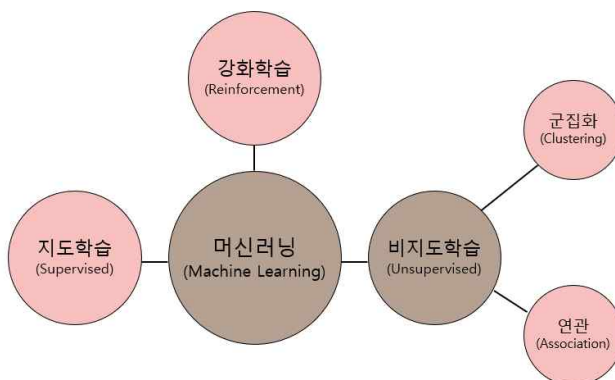 강화학습
(Reinforcement)
군집화
(Clustering)
지도학습
(Supervised)
머신러닝
(Machine Learning)
비지도학습
(Unsupervised)
연관
(Association)